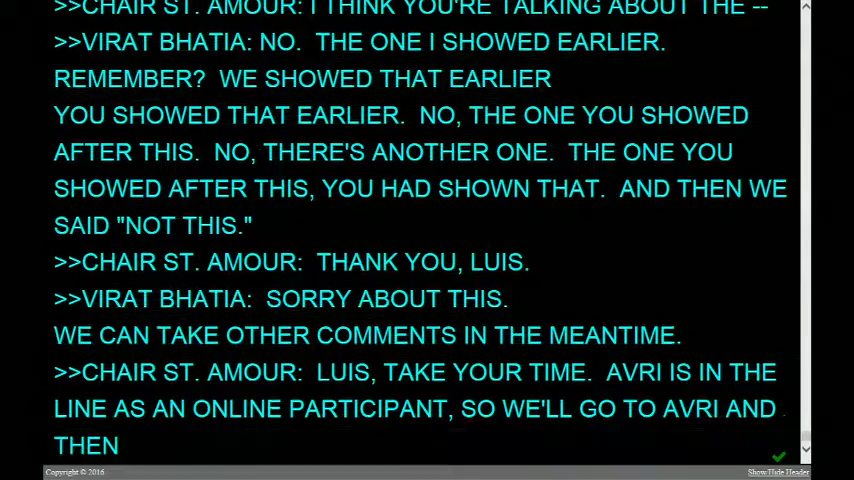 >>CHAIR ST. AMOUR: I THINK YOU'RE TALKING ABOUT THE --
>>VIRAT BHATIA: NO.  THE ONE I SHOWED EARLIER.
REMEMBER?  WE SHOWED THAT EARLIER
YOU SHOWED THAT EARLIER.  NO, THE ONE YOU SHOWED
AFTER THIS.  NO, THERE'S ANOTHER ONE.  THE ONE YOU
SHOWED AFTER THIS, YOU HAD SHOWN THAT.  AND THEN WE
SAID "NOT THIS."
>>CHAIR ST. AMOUR:  THANK YOU, LUIS.
>>VIRAT BHATIA:  SORRY ABOUT THIS.
WE CAN TAKE OTHER COMMENTS IN THE MEANTIME.
>>CHAIR ST. AMOUR:  LUIS, TAKE YOUR TIME.  AVRI IS IN THE
LINE AS AN ONLINE PARTICIPANT, SO WE'LL GO TO AVRI AND
THEN
Copyright © 2016
Show/Hide Header